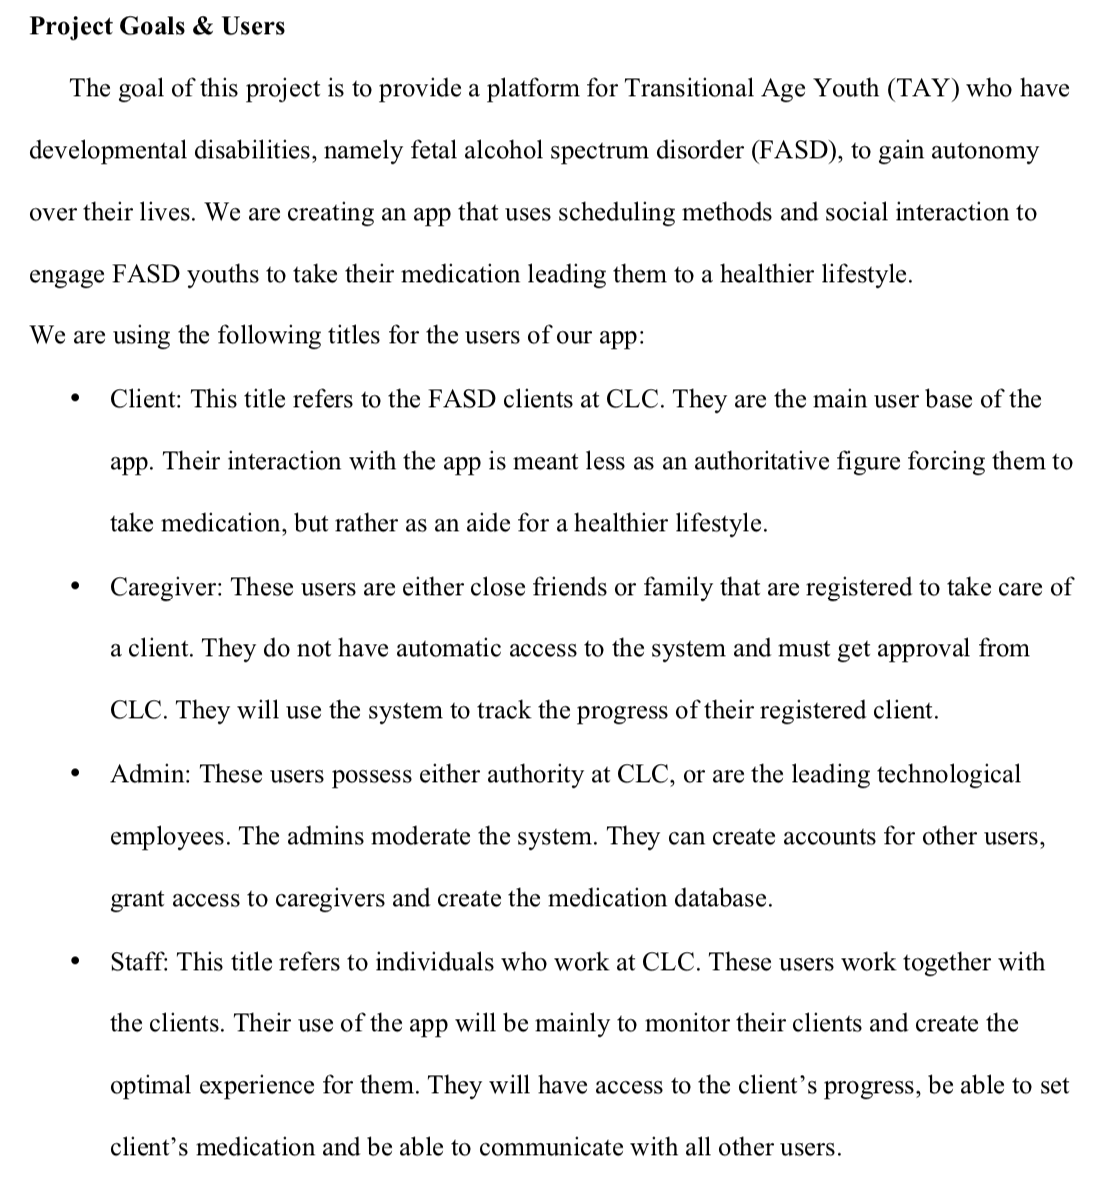 Project Goals & Users
The goal of this project is to provide a platform for Transitional Age Youth (TAY) who have
developmental disabilities, namely fetal alcohol spectrum disorder (FASD), to gain autonomy
over their lives. We are creating an app that uses scheduling methods and social interaction to
engage FASD youths to take their medication leading them to a healthier lifestyle.
We are using the following titles for the users of our app:
• Client: This title refers to the FASD clients at CLC. They are the main user base of the
app. Their interaction with the app is meant less as an authoritative figure forcing them to
take medication, but rather as an aide for a healthier lifestyle.
• Caregiver: These users are either close friends or family that are registered to take care of
a client. They do not have automatic access to the system and must get approval from
CLC. They will use the system to track the progress of their registered client.
• Admin: These users possess either authority at CLC, or are the leading technological
employees. The admins moderate the system. They can create accounts for other users,
grant access to caregivers and create the medication database.
• Staff: This title refers to individuals who work at CLC. These users work together with
the clients. Their use of the app will be mainly to monitor their clients and create the
optimal experience for them. They will have access to the client’s progress, be able to set
client’s medication and be able to communicate with all other users.